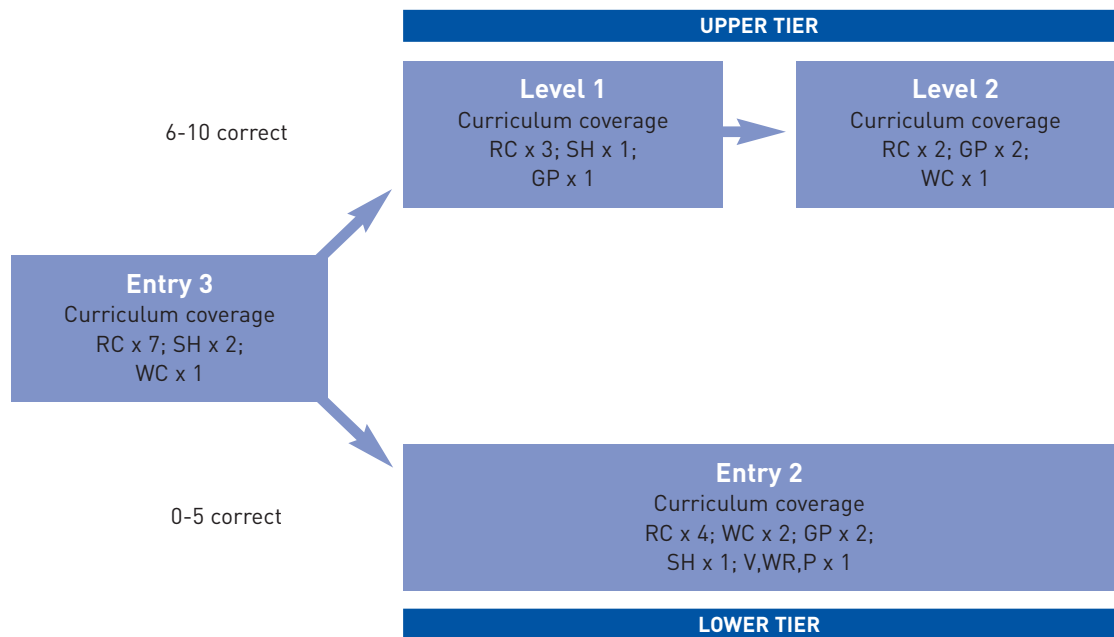 UPPER TIER
6-10 correct
Level 1
Curriculum coverage
RC x 3; SH x 1;
GP x 1
Level 2
Curriculum coverage
RC x 2; GP x 2;
WC x 1
Entry 3
Curriculum coverage
RC x 7; SH x 2;
WC x 1
0-5 correct
Entry 2
Curriculum coverage
RC x 4; WC x 2; GP x 2;
SH x 1; V,WR,P x 1
LOWER TIER